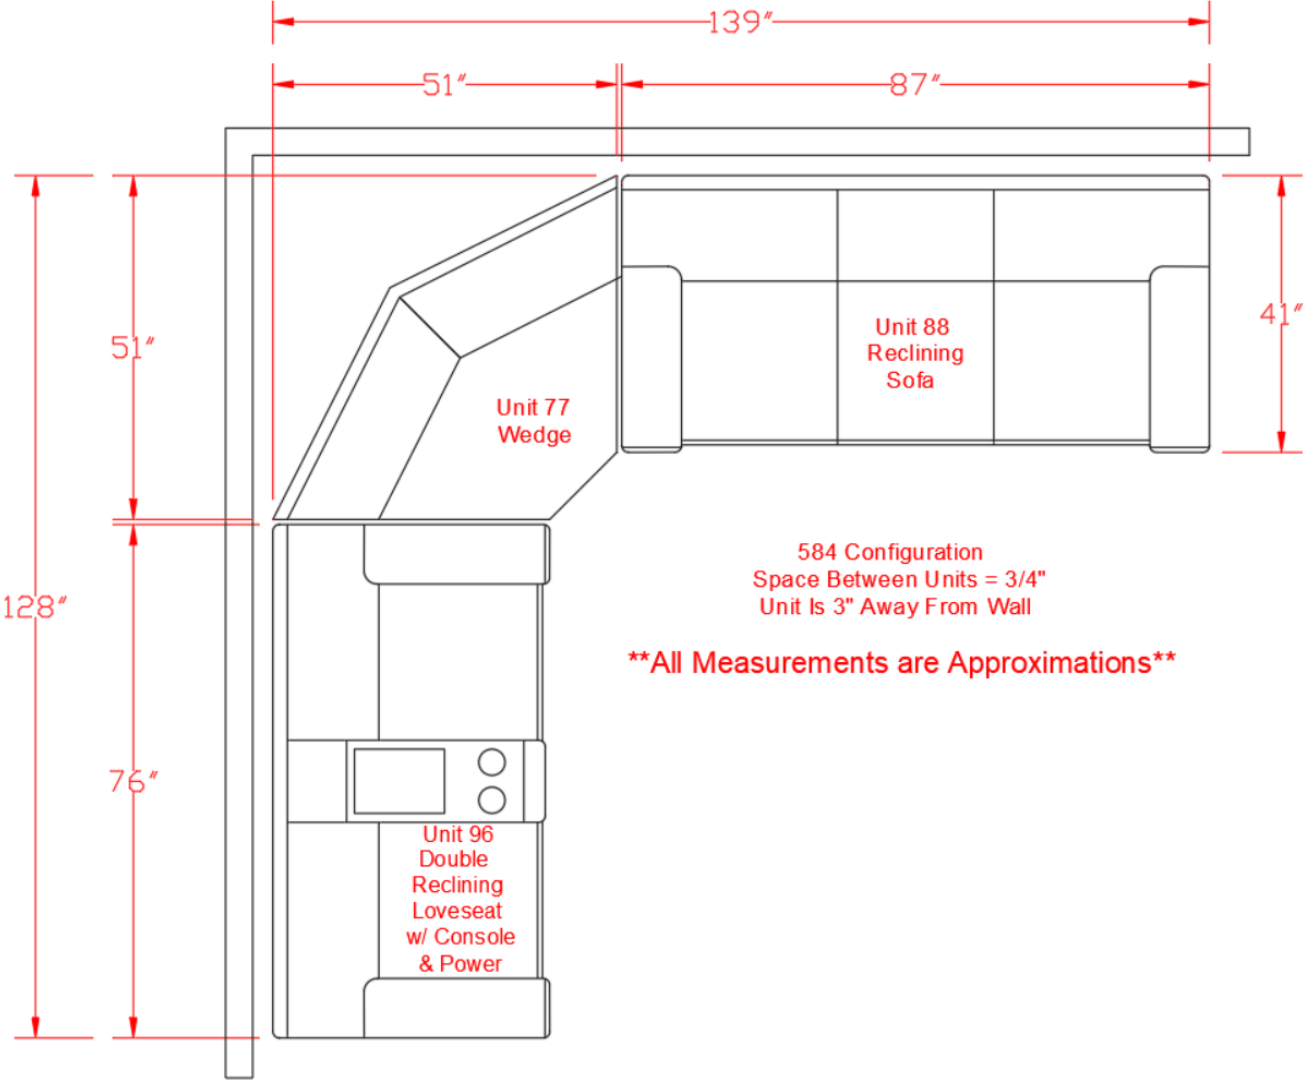 139"
51"
87"
41"
51"
Unit 88
Reclining
Sofa
Unit 77
Wedge
584 Configuration
Space Between Units = 3/4"
Unit Is 3" Away From Wall
128"
**All Measurements are Approximations**
76"
Unit 96
Double
Reclining
Loveseat
w/ Console
& Power